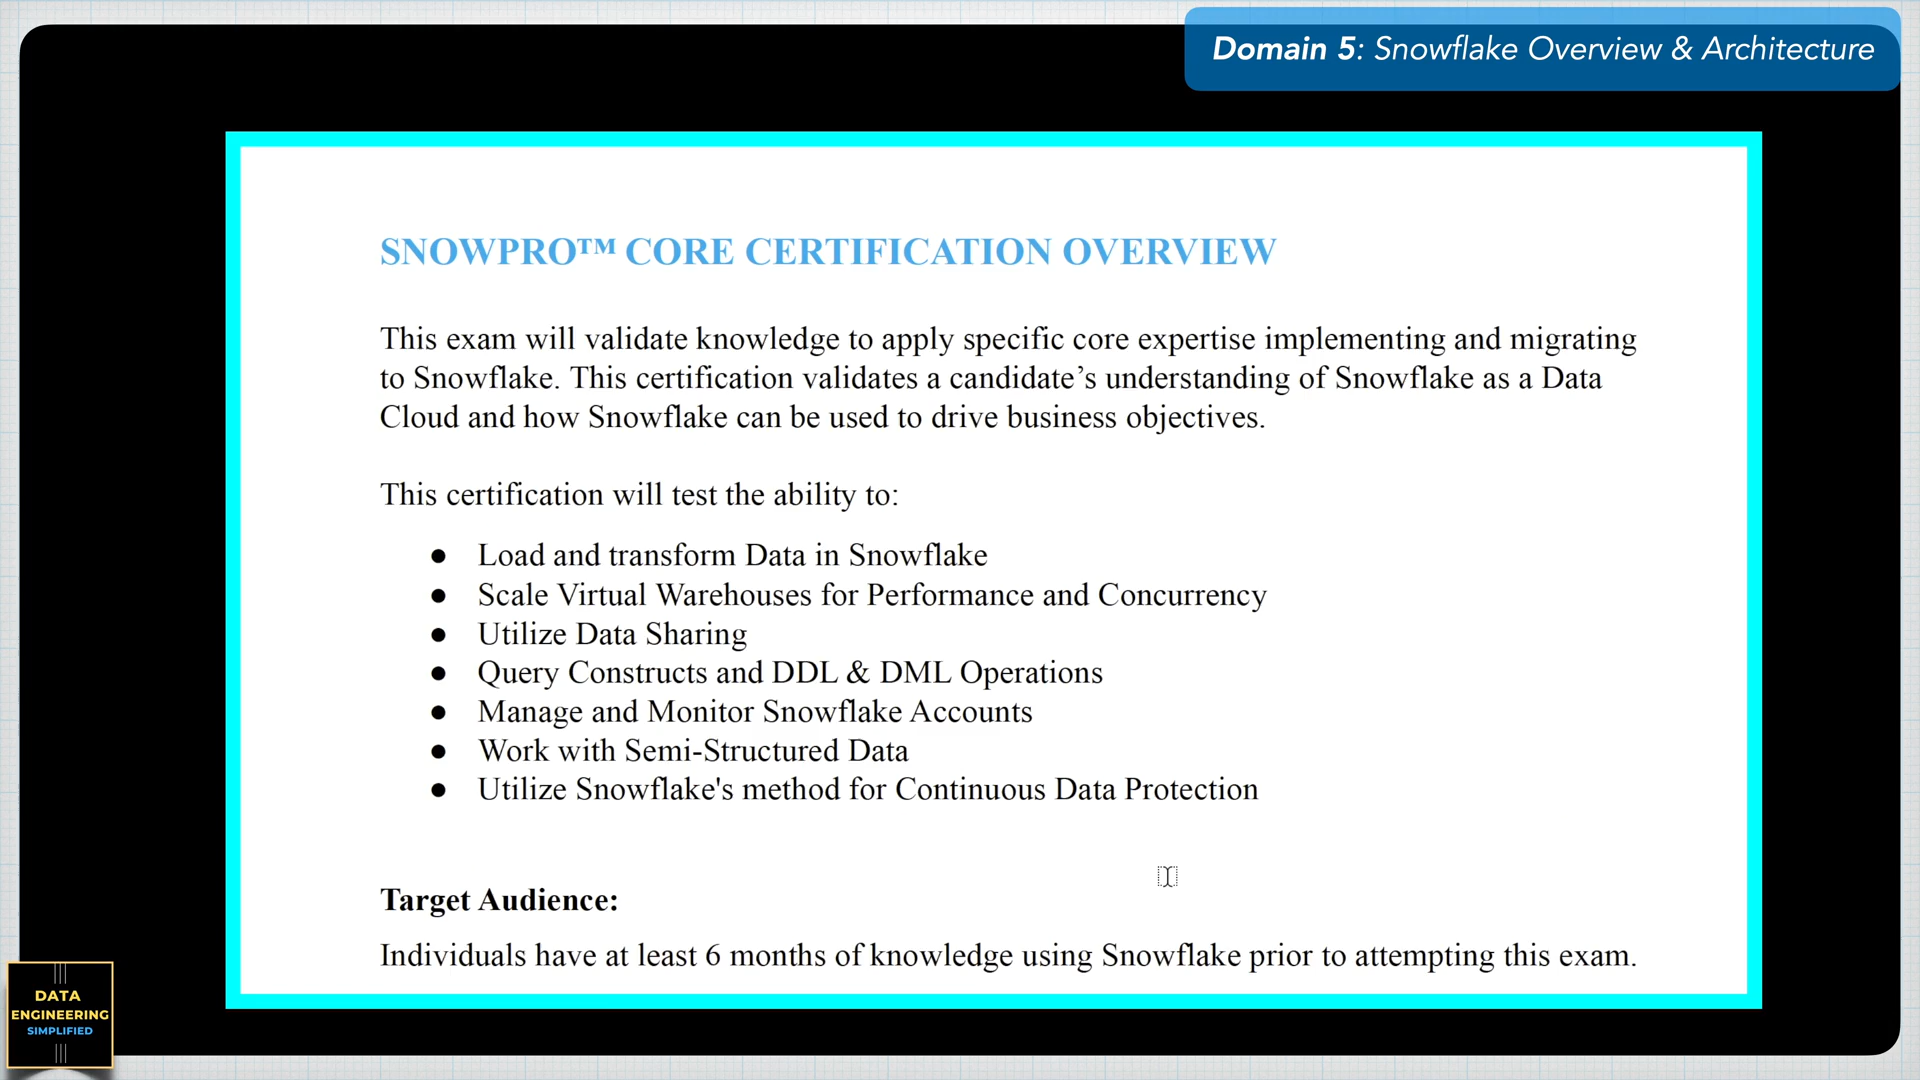 Domain 5: Snowflake Overview & Architecture
SNOWPRO™ CORE CERTIFICATION OVERVIEW
This exam will validate knowledge to apply specific core expertise implementing and migrating
to Snowflake. This certification validates a candidate’s understanding of Snowflake as a Data
Cloud and how Snowflake can be used to drive business objectives.
This certification will test the ability to:
● Load and transform Data in Snowflake
● Scale Virtual Warehouses for Performance and Concurrency
● Utilize Data Sharing
● Query Constructs and DDL & DML Operations
● Manage and Monitor Snowflake Accounts
● Work with Semi-Structured Data
● Utilize Snowflake's method for Continuous Data Protection
Target Audience:
Individuals have at least 6 months of knowledge using Snowflake prior to attempting this exam.
DATA
ENGINEERING
SIMPLIFIED